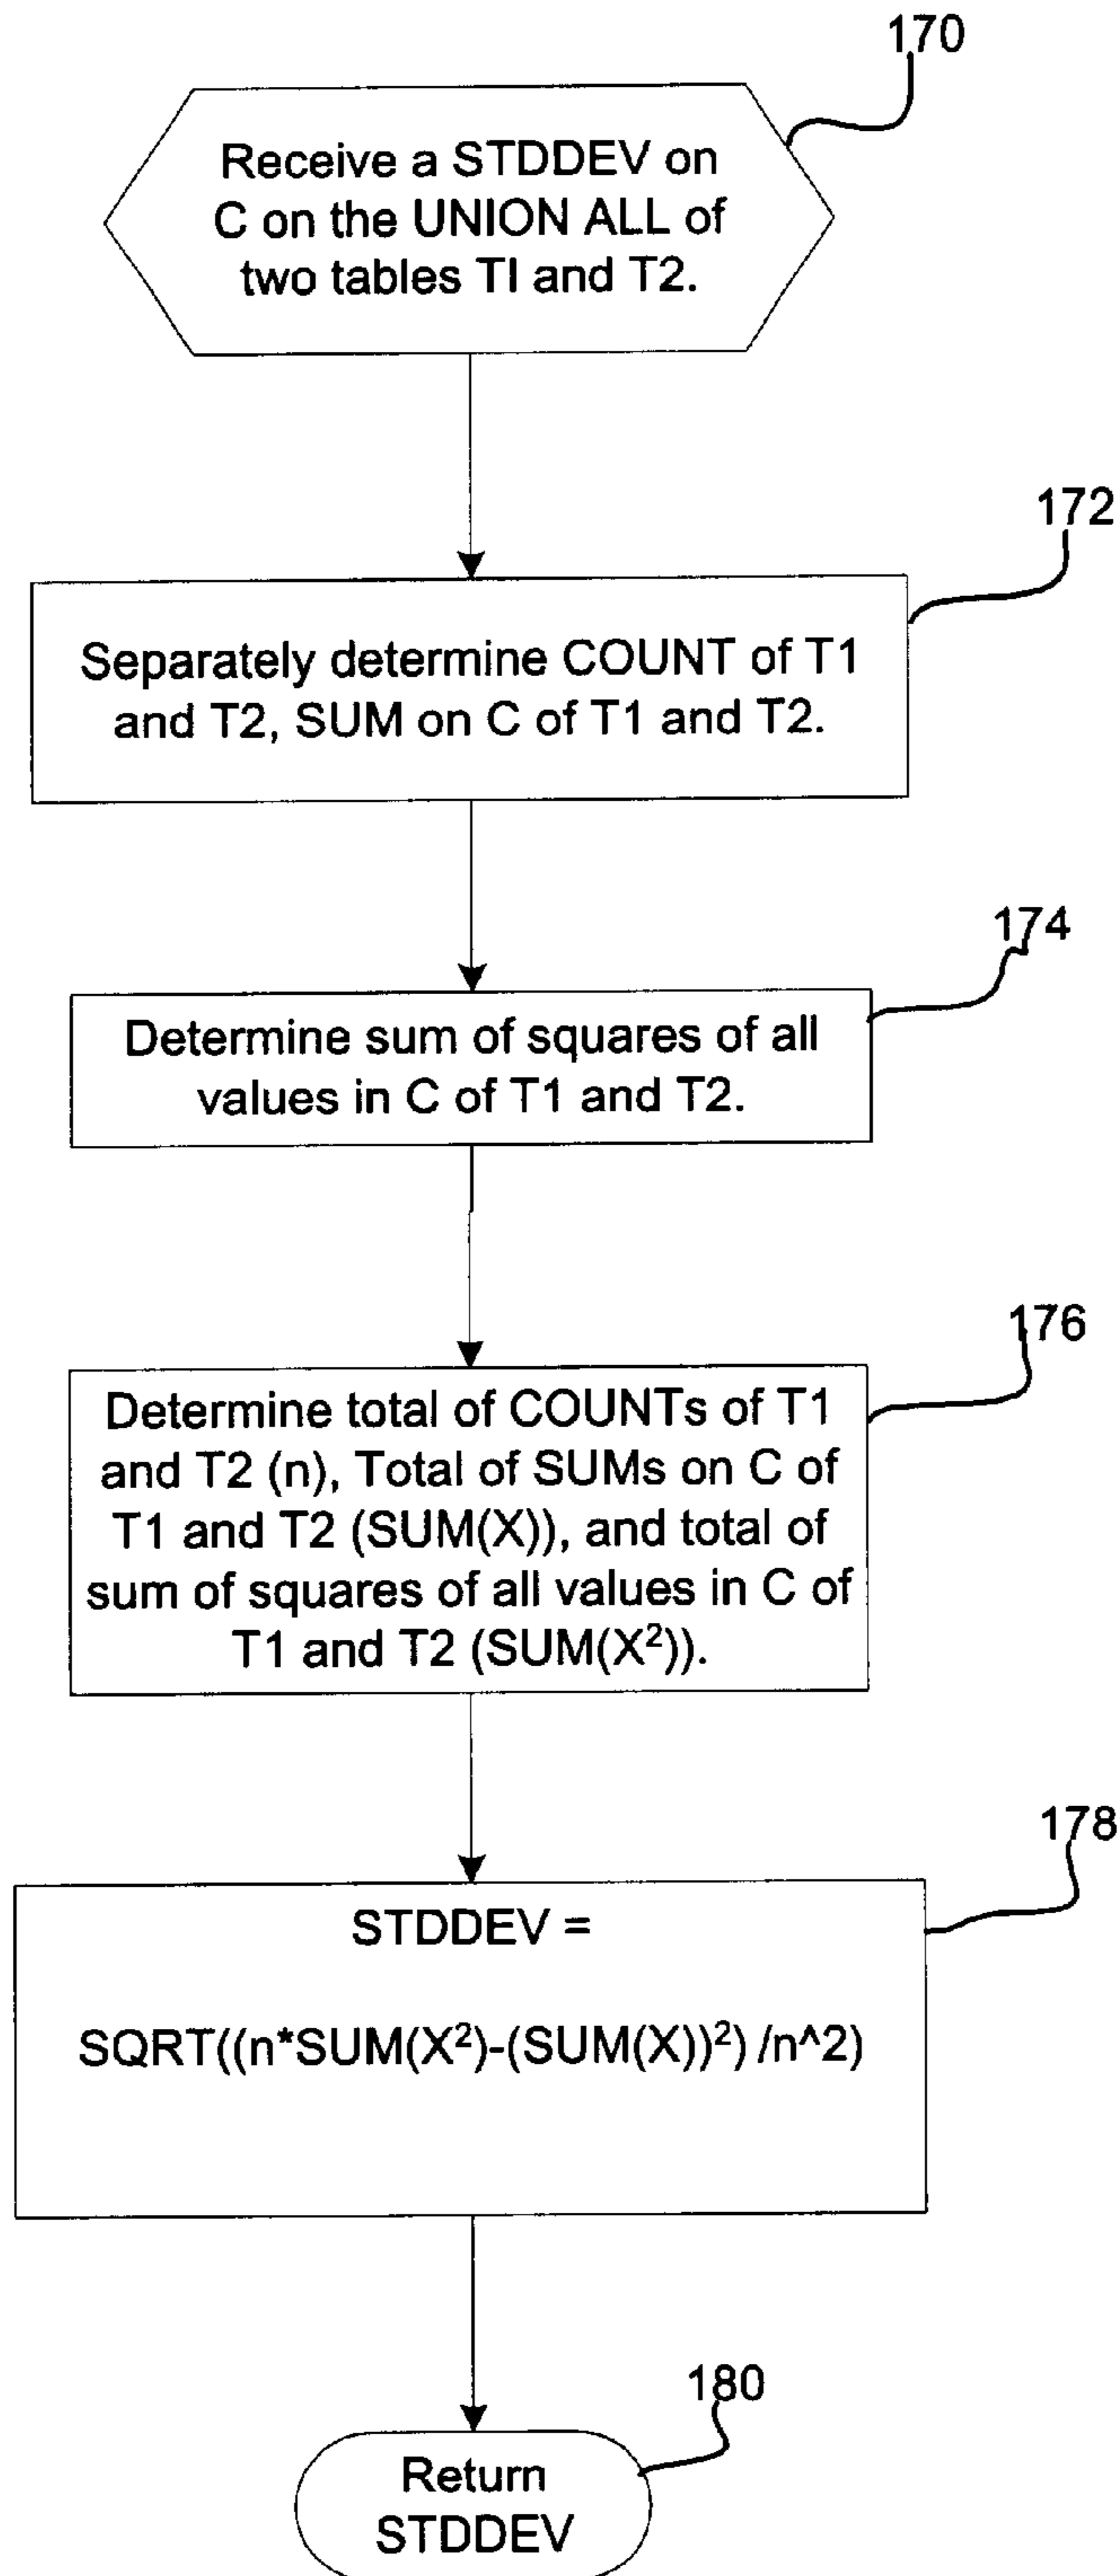 170
Receive a STDDEV on
C on the UNION ALL of
two tables TI and T2.
172
Separately determine COUNT of T1
and T2, SUM on C of T1 and T2.
174
Determine sum of squares of all
values in C of T1 and T2.
176
Determine total of COUNTs of T1
and T2 (n), Total of SUMs on C of
T1 and T2 (SUM(X)), and total of
sum of squares of all values in C of
T1 and T2 (SUM(X²)).
178
STDDEV =
SQRT((n*SUM(X²)-(SUM(X))²) /n^2)
180
Return
STDDEV